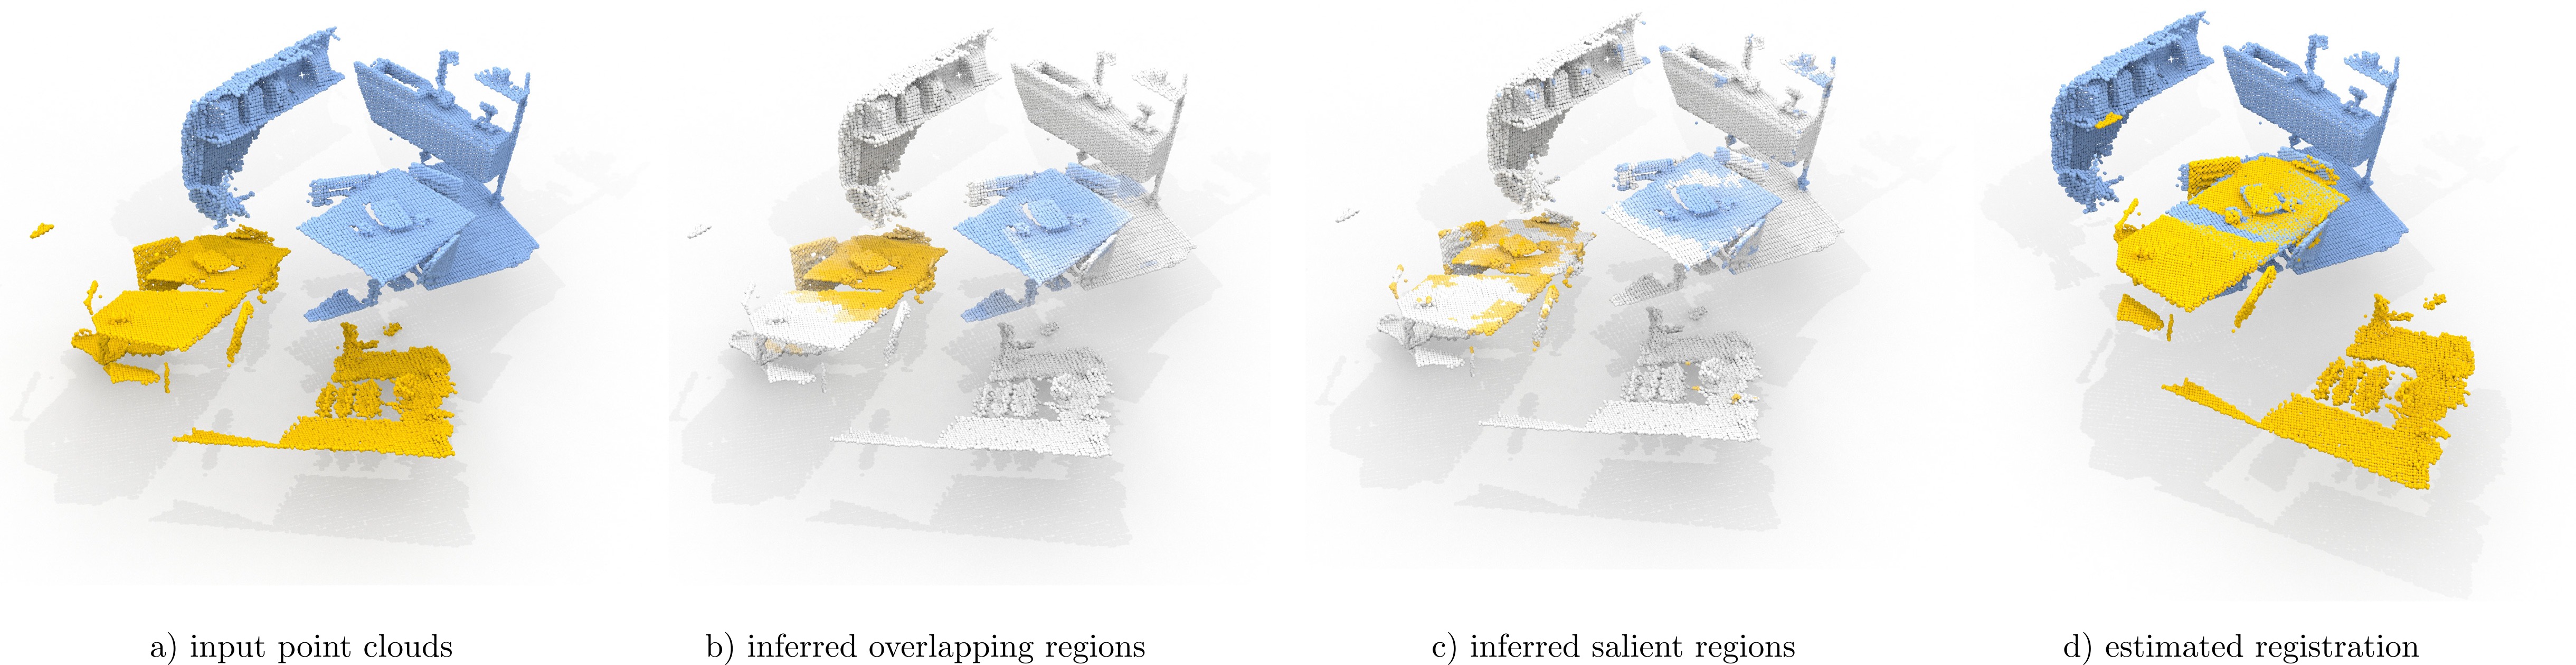 a) input point clouds
b) inferred overlapping regions
c) inferred salient regions
d) estimated registration